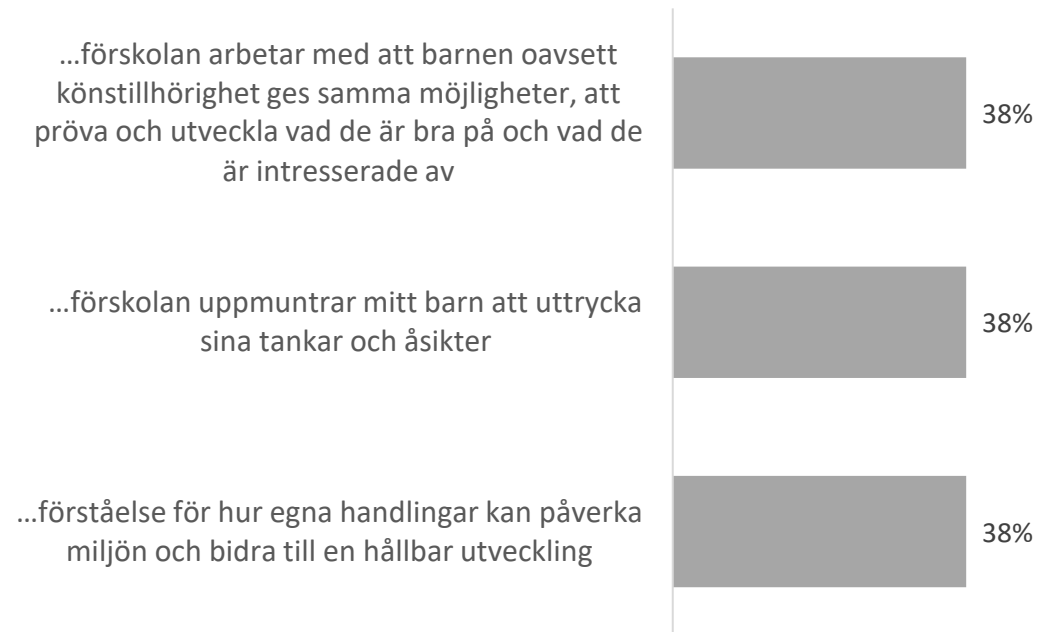 ...förskolan arbetar med att barnen oavsett
könstillhörighet ges samma möjligheter, att
pröva och utveckla vad de är bra på och vad de
är intresserade av
38%
...förskolan uppmuntrar mitt barn att uttrycka
sina tankar och åsikter
38%
...förståelse för hur egna handlingar kan påverka
miljön och bidra till en hållbar utveckling
38%